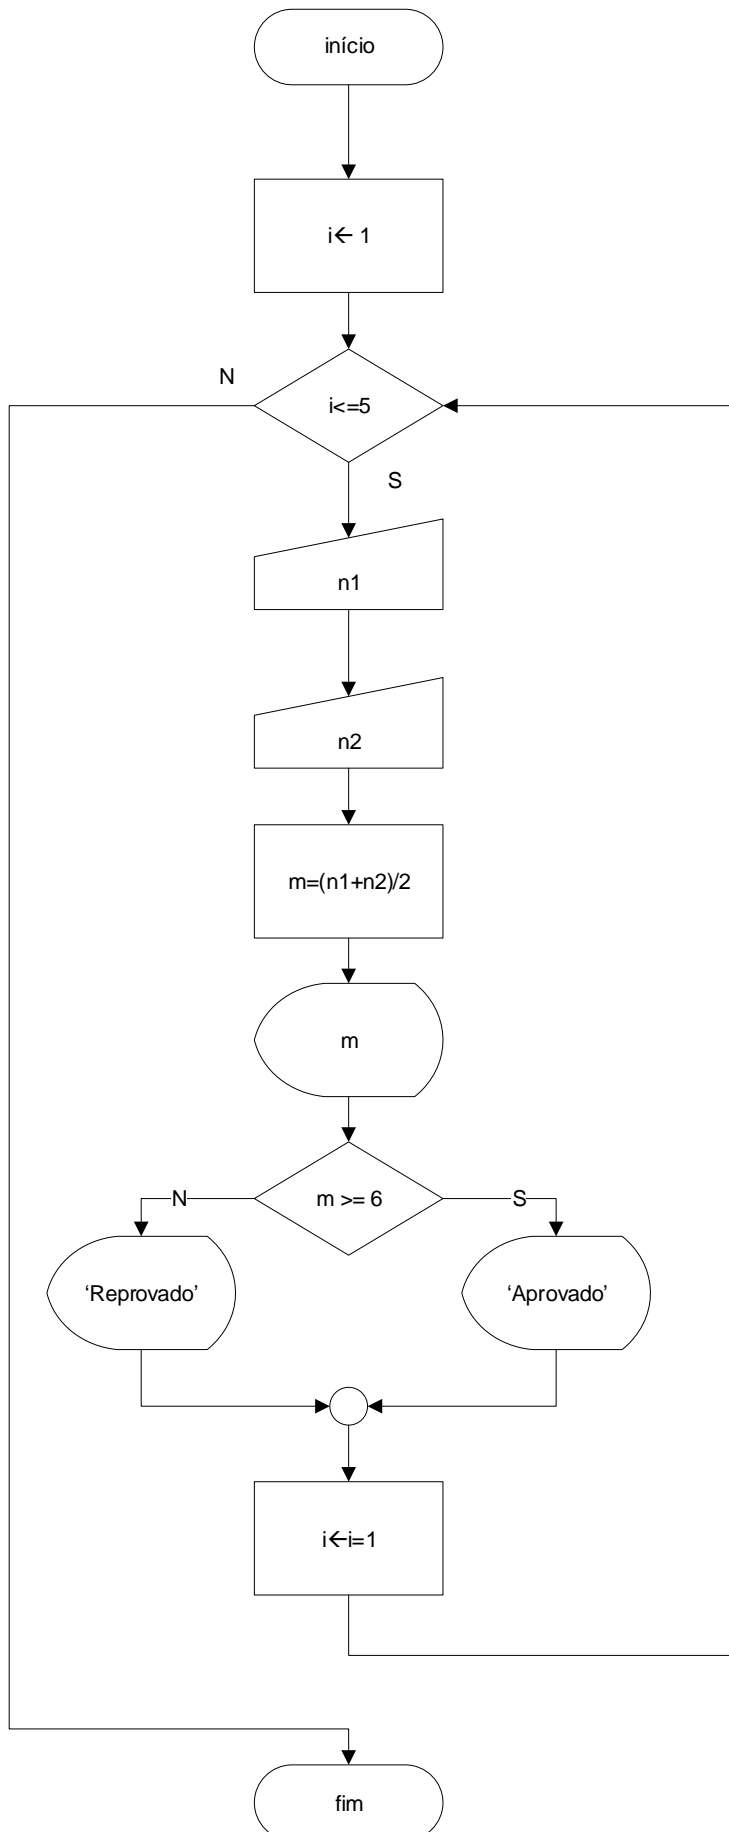 início
i← 1
N
i<=5
S
n1
n2
m=(n1+n2)/2
m
N
m >= 6
S
‘Reprovado’
‘Aprovado’
i←i=1
fim